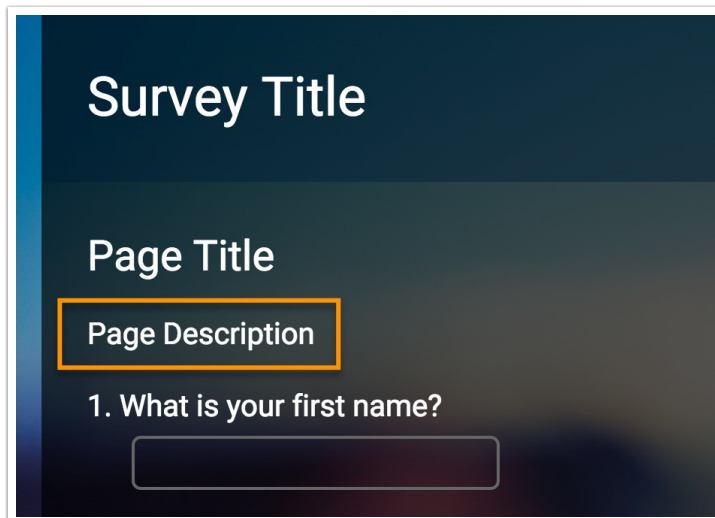 Survey Title
Page Title
Page Description
1. What is your first name?